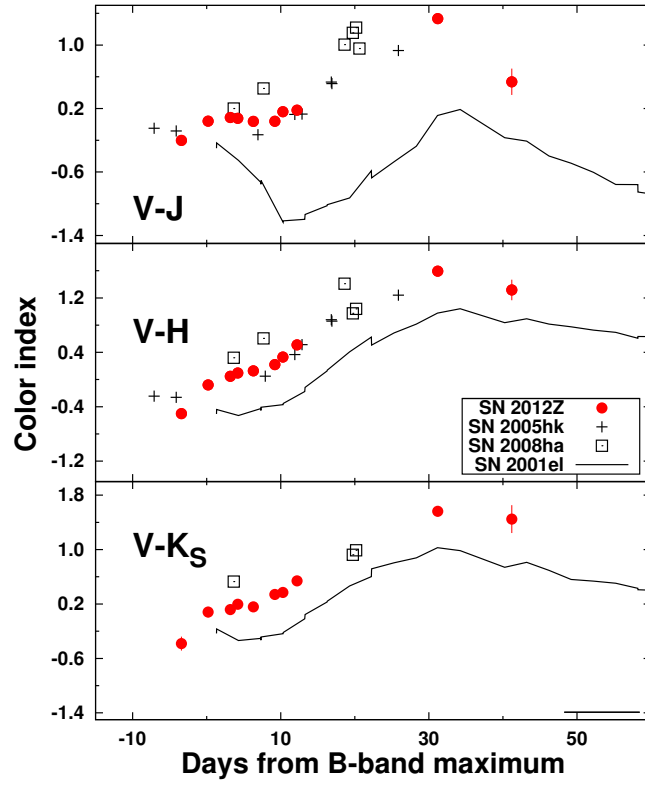 1.0
0.2
-0.6
-1.4
V-J
1.2
0.4
-0.4
-1.2
V-H
SN 2012Z
SN 2005hk
SN 2008ha
SN 2001el
Color index
1.8
1.0
0.2
-0.6
-1.4
V-KS
-10
10
30
50
Days from B-band maximum